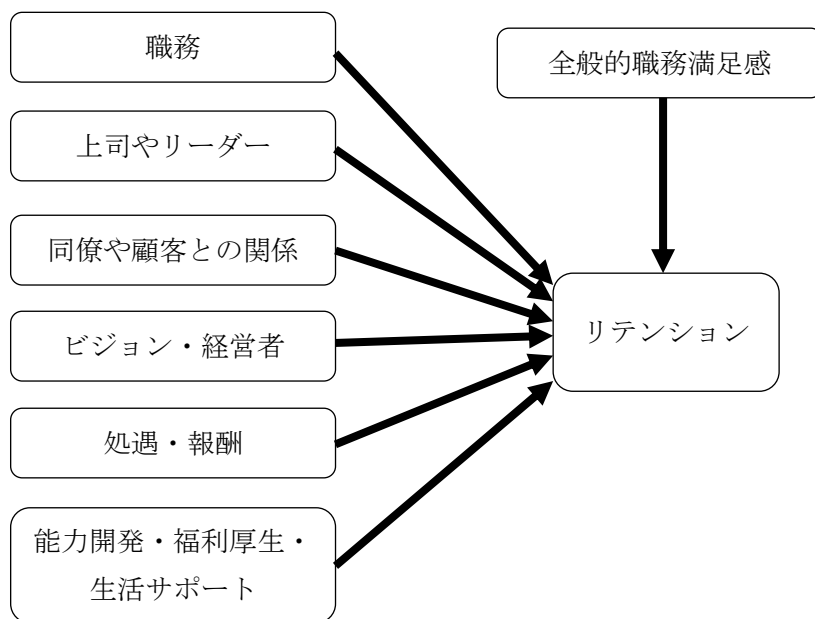 職務
全般的職務満足感
上司やリーダー
同僚や顧客との関係
リテンション
ビジョン・経営者
処遇・報酬
能力開発・福利厚生・
生活サポート